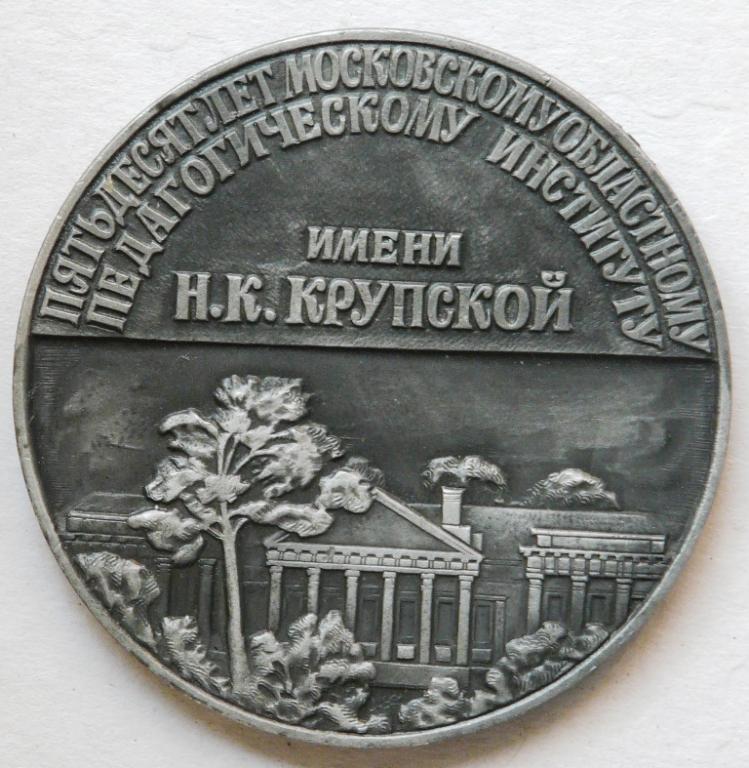 ПЯТЬДЕСЯТ ЛЕТ МОСКОВСКОМУ ОБЛАСТНОМУ
ПЕДАГОГИЧЕСКОМУ ИНСТИТУТУ
ИМЕНИ
Н.К. КРУПСКОЙ